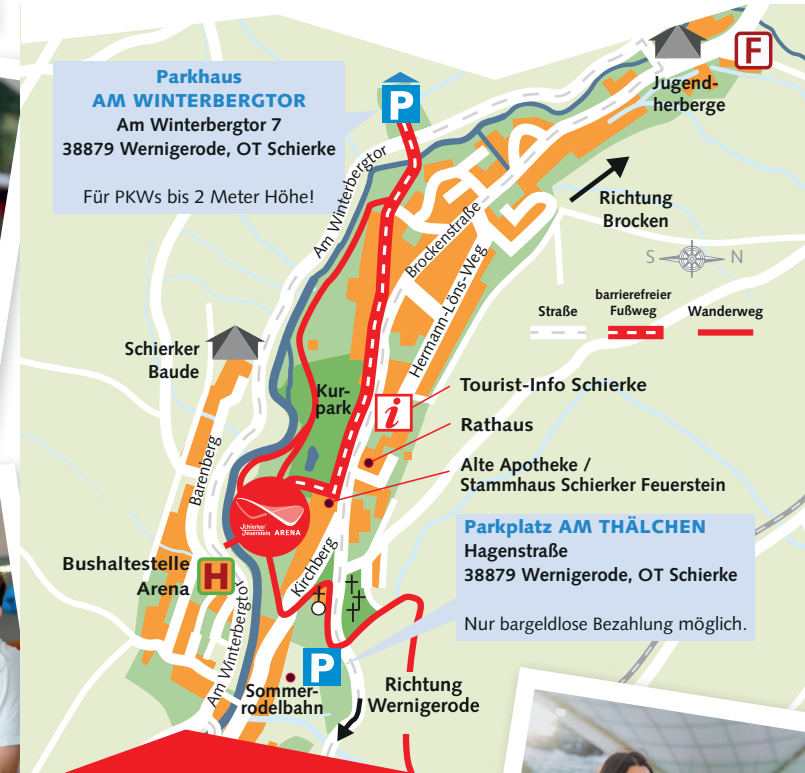 Parkhaus
AM WINTERBERGTOR
Am Winterbergtor 7
38879 Wernigerode, OT Schierke
Für PKWs bis 2 Meter Höhe!
P
F
Jugend-
herberge
Richtung
Brocken
S N
Am Winterbergtor
Brockenstraße
Hermann-Löns-Weg
Straße
barrierefreier
Fußweg
Wanderweg
Schierker
Baude
Kur-
park
i
Tourist-Info Schierke
Rathaus
Alte Apotheke /
Stammhaus Schierker Feuerstein
Barenberg
Schierker
Feuerstein ARENA
Parkplatz AM THÄLCHEN
Hagenstraße
38879 Wernigerode, OT Schierke
Nur bargeldlose Bezahlung möglich.
Bushaltestelle
Arena
H
Kirchberg
Am Winterbergtor
P
Sommer-
rodelbahn
Richtung
Wernigerode